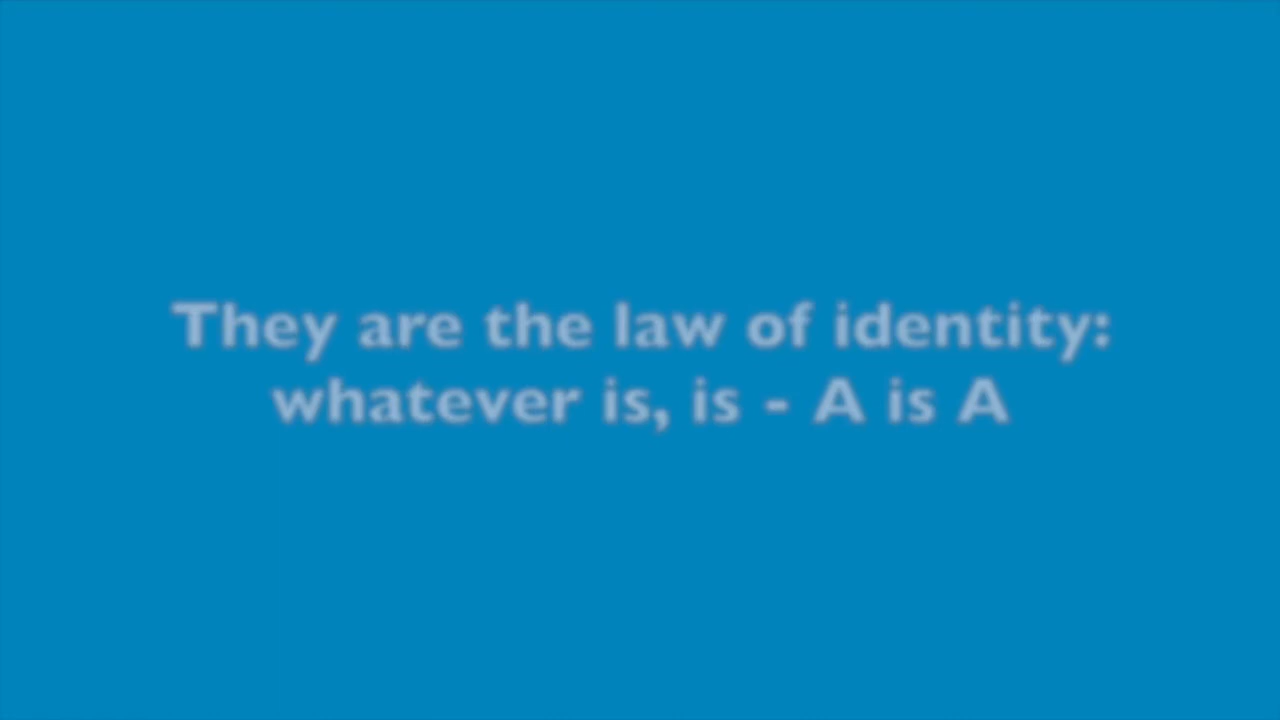 They are the law of identity:
whatever is, is - A is A